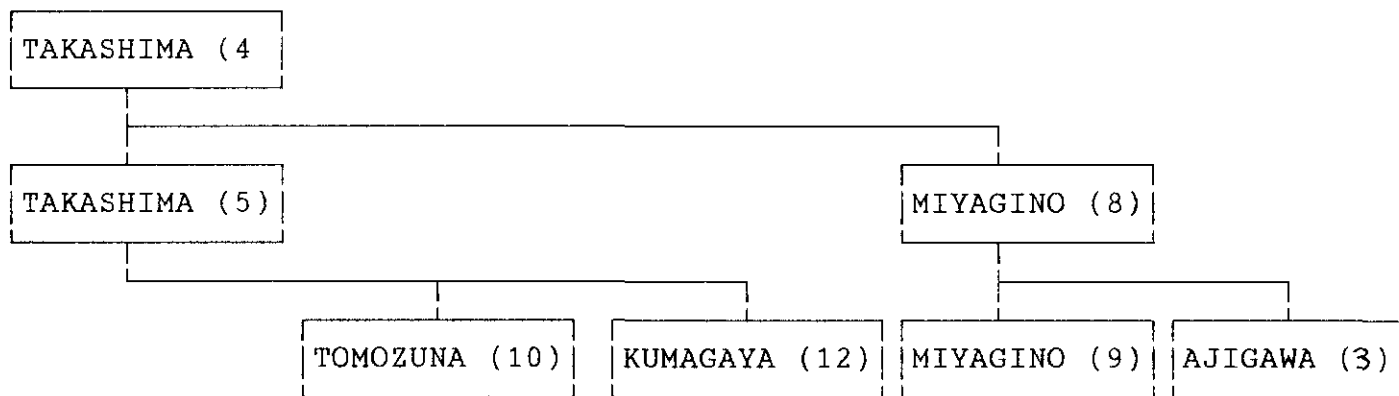 TAKASHIMA (4
TAKASHIMA (5) MIYAGINO (8)
TOMOZUNA (10) KUMAGAYA (12) MIYAGINO (9) AJIGAWA (3)